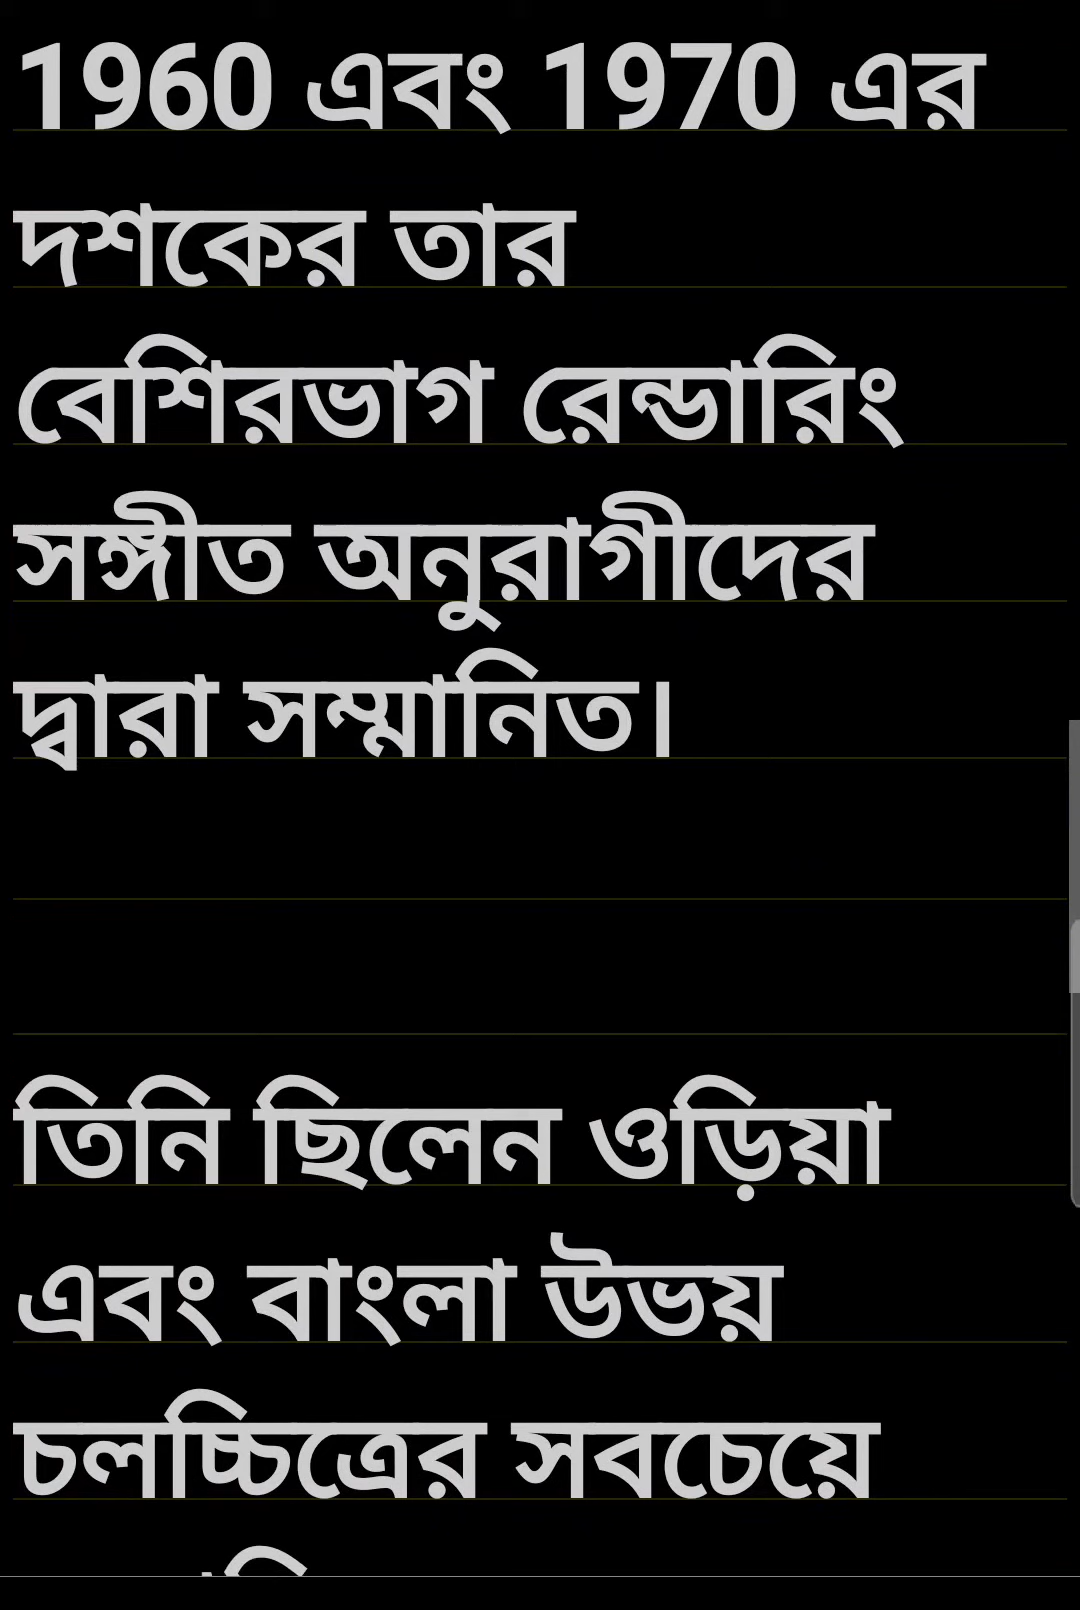 1960 এবং 1970 এর
দশকের তার
বেশিরভাগ রেন্ডারিং
সঙ্গীত অনুরাগীদের
দ্বারা সম্মানিত।
তিনি ছিলেন ওড়িয়া
এবং বাংলা উভয়
চলচ্চিত্রের সবচেয়ে